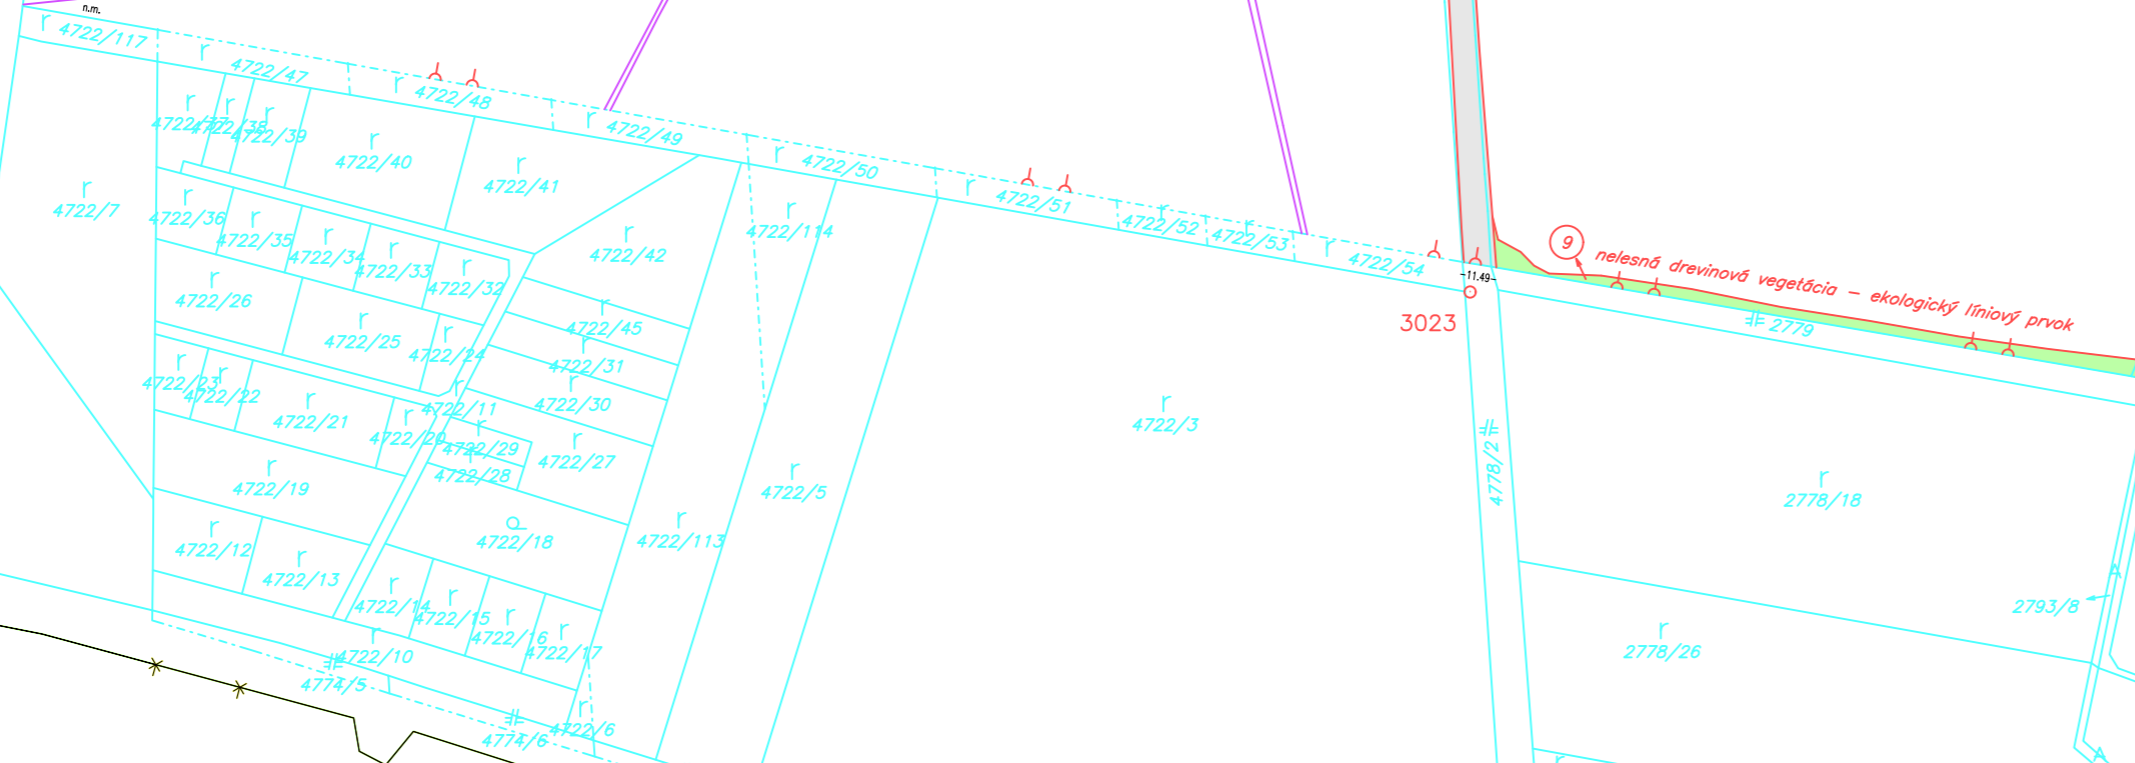 n.m.
r 4722/117
r 4722/47
r 4722/48
r 4722/49
r 4722/50
r 4722/51
r 4722/52
r 4722/53
r 4722/54
r 4722/37
r 4722/38
r 4722/39
r 4722/40
r 4722/41
r 4722/42
r 4722/114
r 4722/7
r 4722/36
r 4722/35
r 4722/34
r 4722/33
r 4722/32
-11.49-
3023
9
nelesná drevinová vegetácia – ekologický líniový prvok
2779
r 4722/26
r 4722/25
r 4722/24
r 4722/45
r 4722/31
r 4722/30
r 4722/23
r 4722/22
r 4722/21
r 4722/20
r 4722/11
r 4722/29
r 4722/28
r 4722/27
r 4722/3
r 4722/5
4778/2
r 2778/18
r 4722/19
r 4722/12
r 4722/13
4722/18
r 4722/113
r 4722/14
r 4722/15
r 4722/16
r 4722/17
2793/8
r 2778/26
r 4722/10
4774/5
r 4722/6
4774/6
r